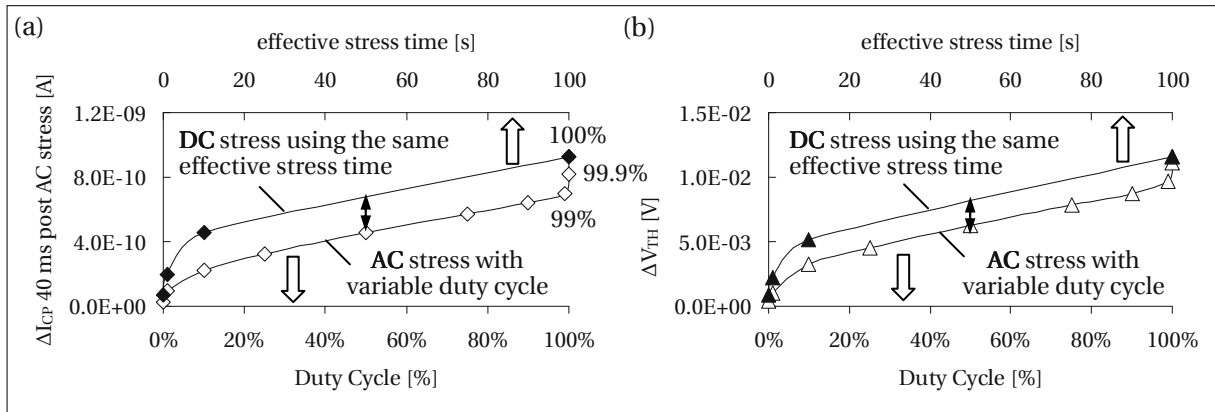 (a)
effective stress time [s]
0 20 40 60 80 100
ΔI_CP 40 ms post AC stress [A]
1.2E-09
8.0E-10
4.0E-10
0.0E+00
DC stress using the same
effective stress time
100%
99.9%
99%
AC stress with
variable duty cycle
0% 20% 40% 60% 80% 100%
Duty Cycle [%]
(b)
effective stress time [s]
0 20 40 60 80 100
ΔV_TH [V]
1.5E-02
1.0E-02
5.0E-03
0.0E+00
DC stress using the same
effective stress time
AC stress with
variable duty cycle
0% 20% 40% 60% 80% 100%
Duty Cycle [%]